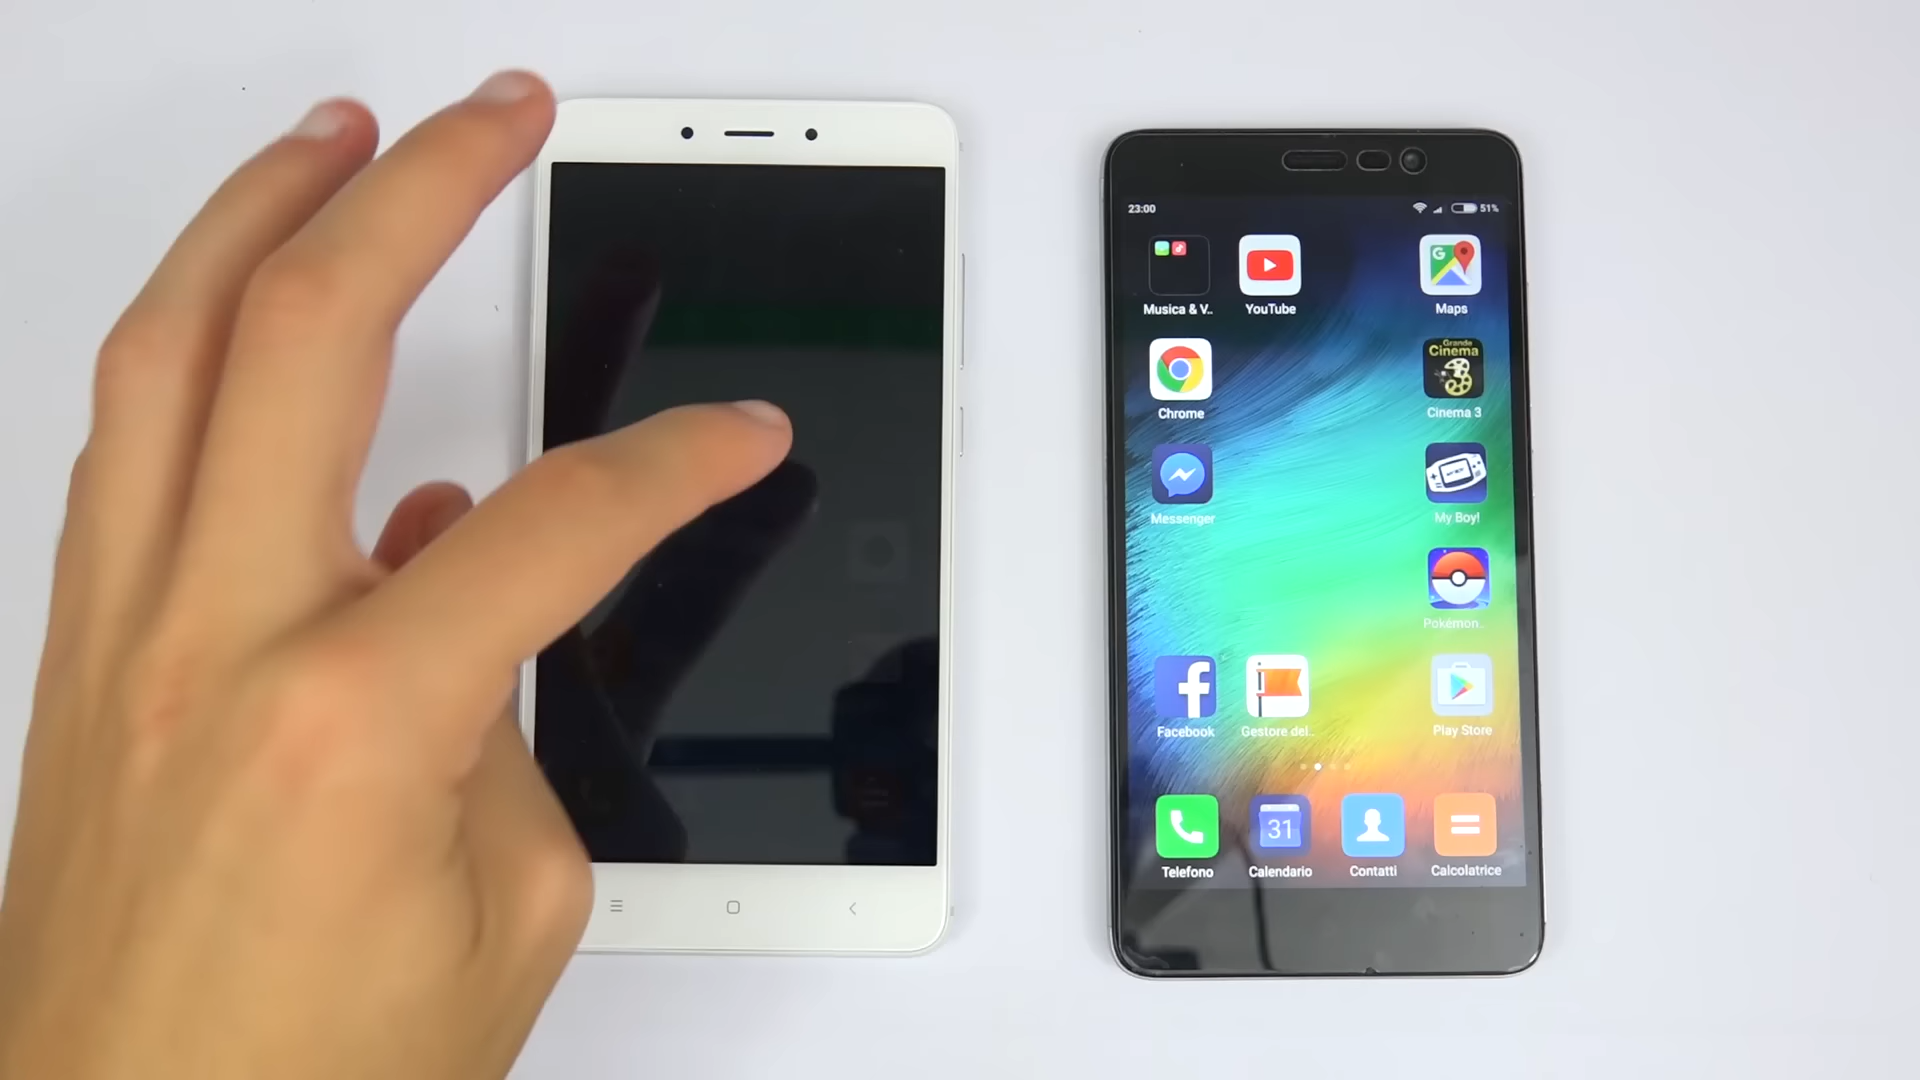 23:00
51%
Musica & V..
YouTube
Maps
G
Grande
Cinema
3
Chrome
Cinema 3
Messenger
My Boy!
Pokémon..
f
Facebook
Gestore del..
Play Store
31
Telefono
Calendario
Contatti
Calcolatrice